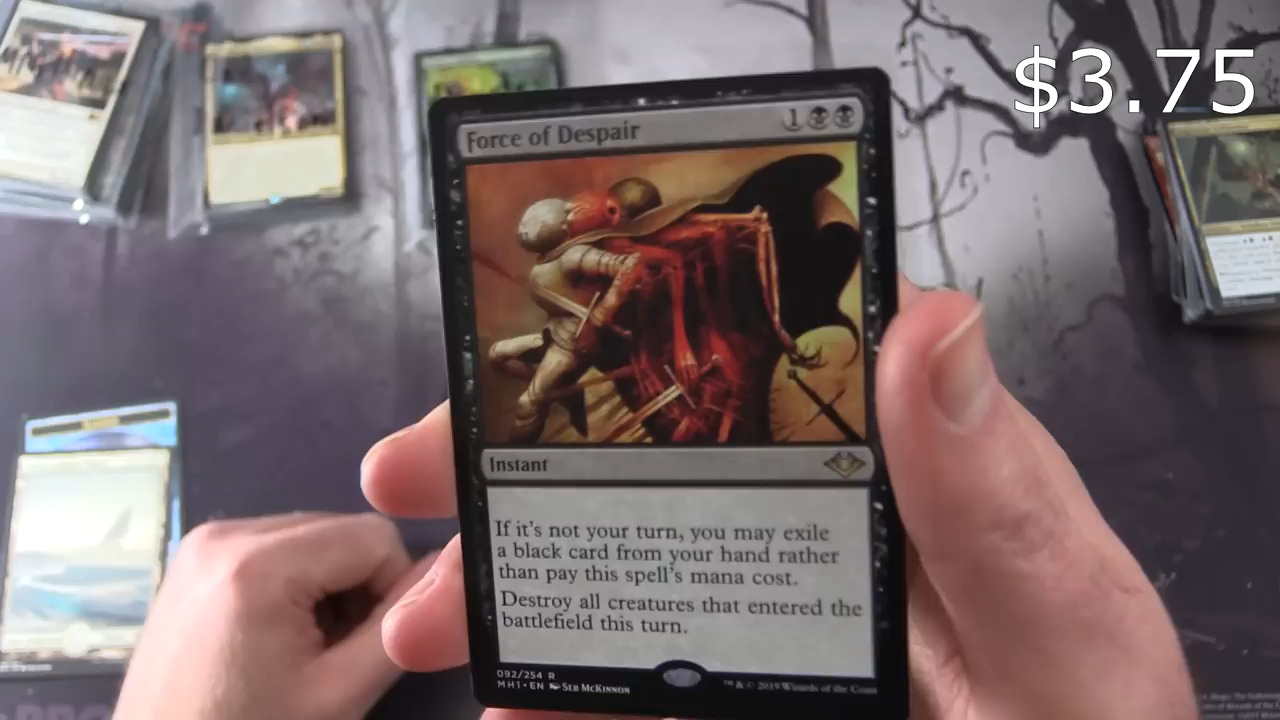 $3.75
Force of Despair 1
Instant
If it's not your turn, you may exile
a black card from your hand rather
than pay this spell's mana cost.
Destroy all creatures that entered the
battlefield this turn.
092/254 R
MH1 • EN Seb McKinnon
™ & © 2019 Wizards of the Coast